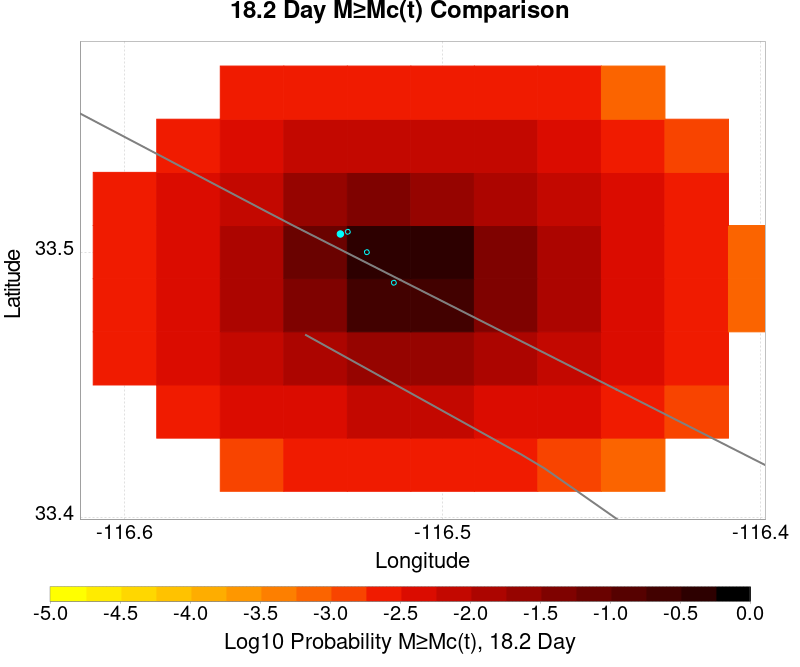 18.2 Day M≥Mc(t) Comparison
Latitude
33.5
33.4
-116.6 -116.5 -116.4
Longitude
-5.0 -4.5 -4.0 -3.5 -3.0 -2.5 -2.0 -1.5 -1.0 -0.5 0.0
Log10 Probability M≥Mc(t), 18.2 Day